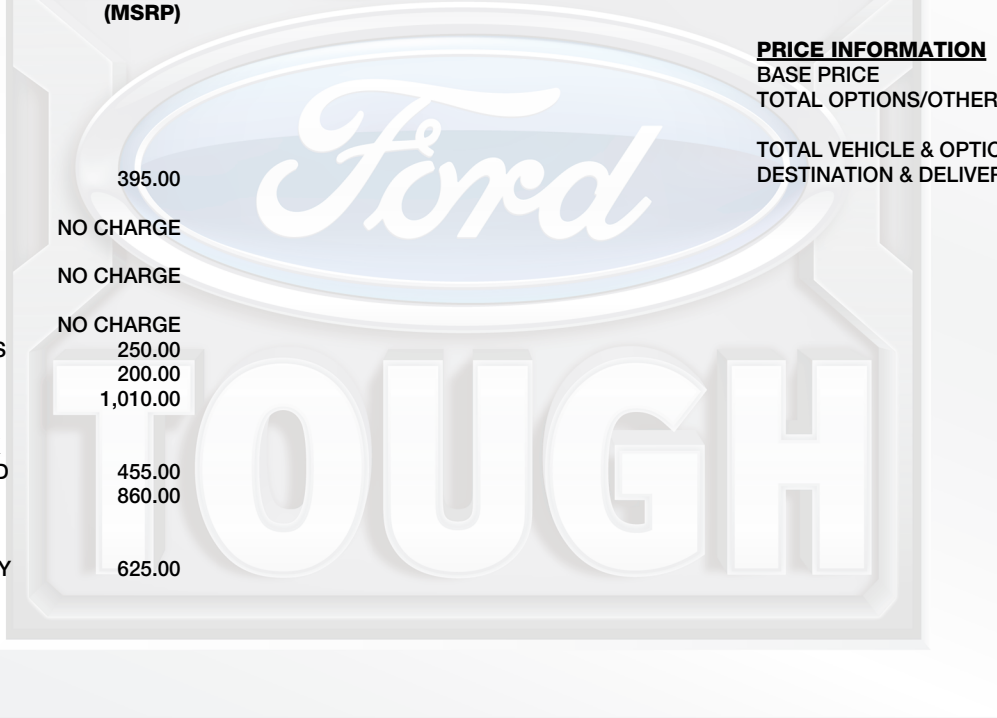 (MSRP)
395.00
NO CHARGE
NO CHARGE
NO CHARGE
S 250.00
200.00
1,010.00
D 455.00
860.00
Y 625.00
PRICE INFORMATION
BASE PRICE
TOTAL OPTIONS/OTHER
TOTAL VEHICLE & OPTIO
DESTINATION & DELIVER
Ford
TOUGH